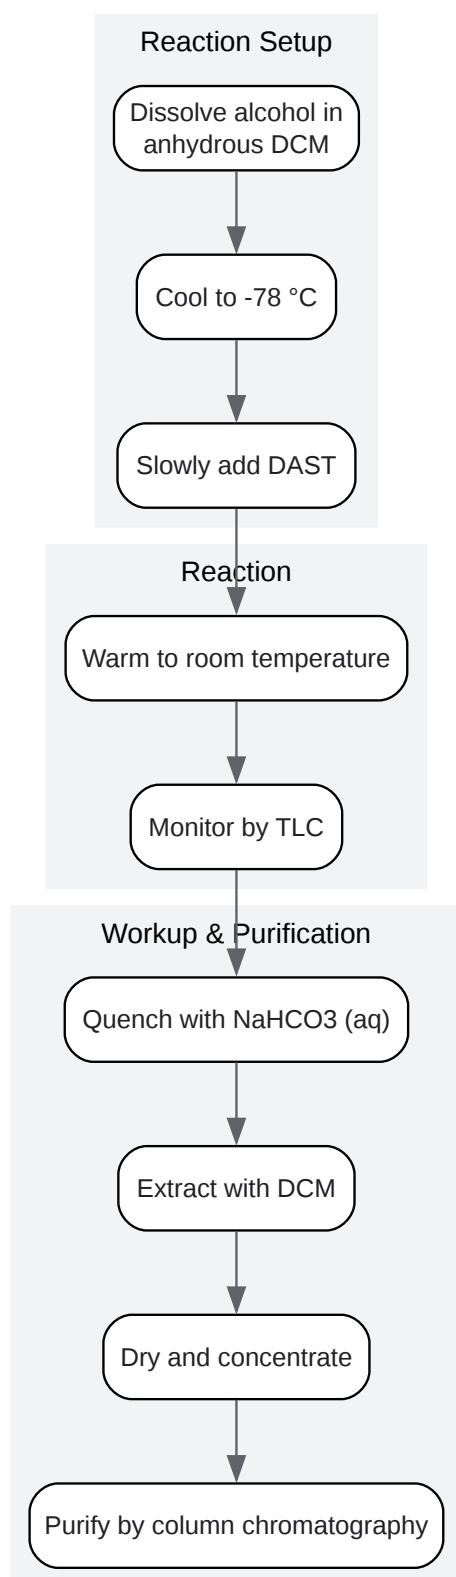 Reaction Setup
Dissolve alcohol in
anhydrous DCM
Cool to -78 °C
Slowly add DAST
Reaction
Warm to room temperature
Monitor by TLC
Workup & Purification
Quench with NaHCO3 (aq)
Extract with DCM
Dry and concentrate
Purify by column chromatography